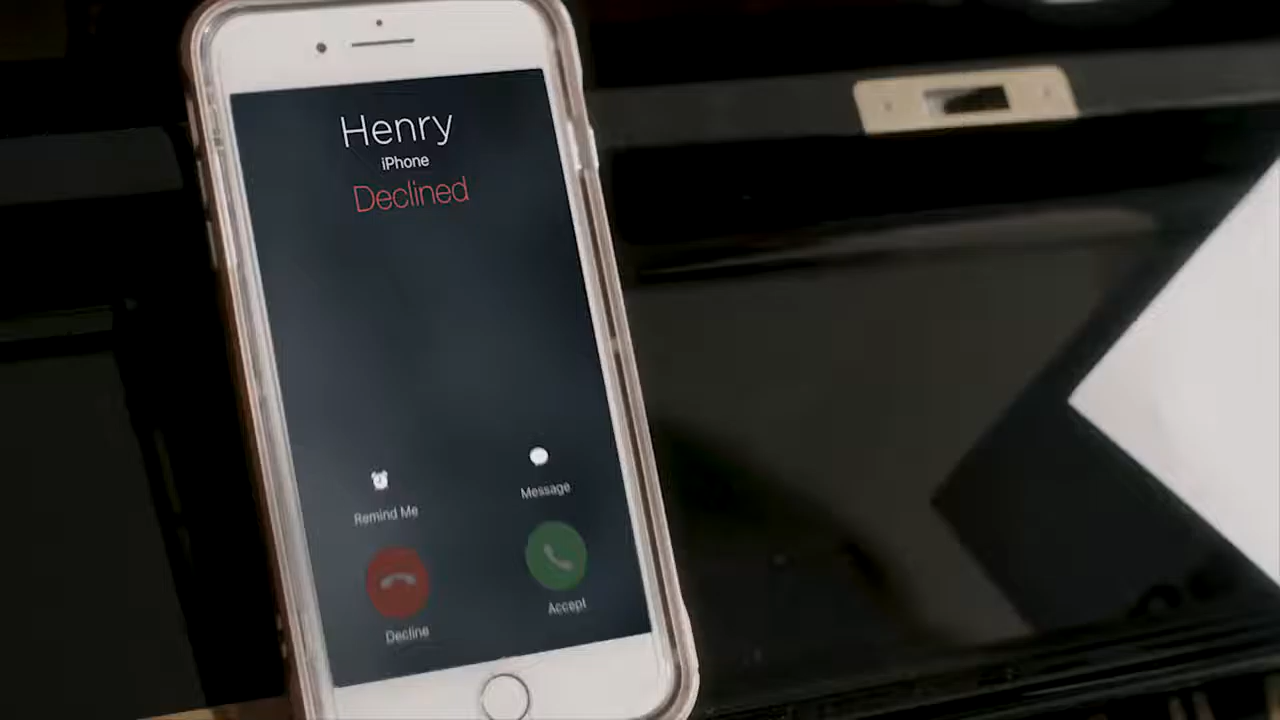 Henry
iPhone
Declined
Remind Me
Message
Decline
Accept